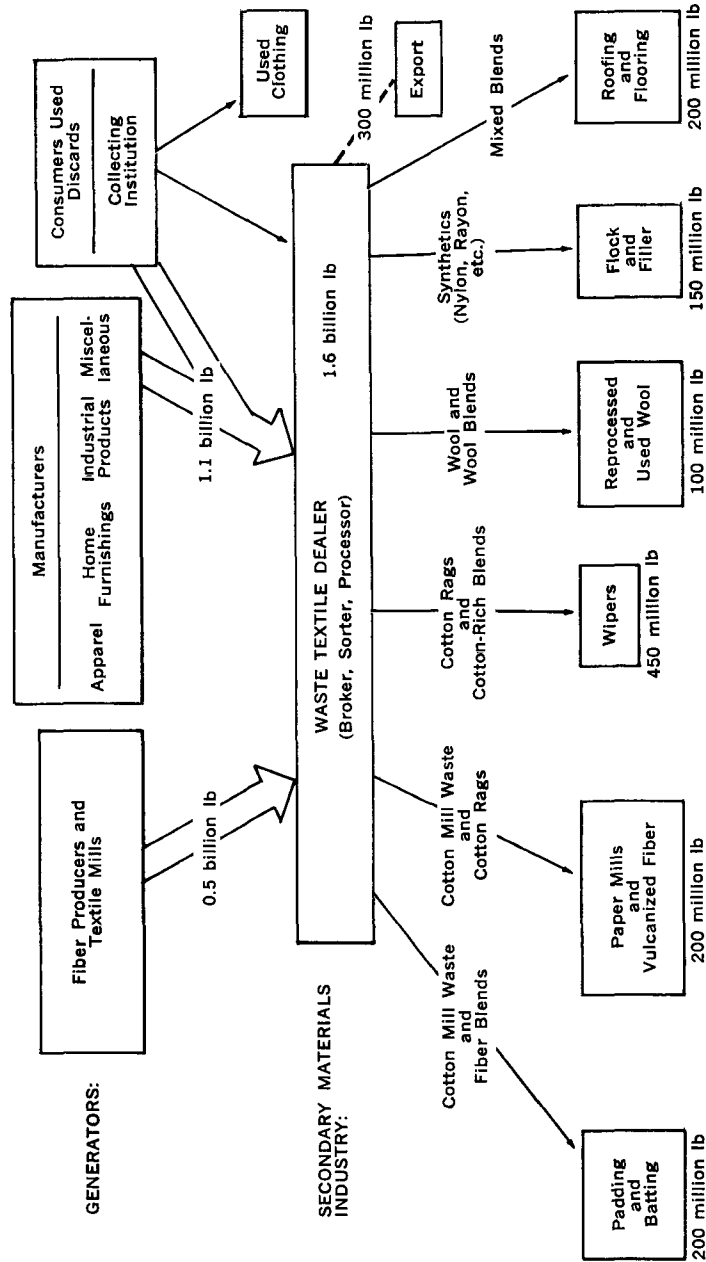 GENERATORS:
Fiber Producers and
Textile Mills
Manufacturers
Apparel
Home
Furnishings
Industrial
Products
Miscel-
laneous
Consumers Used
Discards
Collecting
Institution
0.5 billion lb
1.1 billion lb
Used
Clothing
SECONDARY MATERIALS
INDUSTRY:
WASTE TEXTILE DEALER
(Broker, Sorter, Processor)
1.6 billion lb
300 million lb
Export
Cotton Mill Waste
and
Fiber Blends
Cotton Mill Waste
and
Cotton Rags
Cotton Rags
and
Cotton-Rich Blends
Wool and
Wool Blends
Synthetics
(Nylon, Rayon,
etc.)
Mixed Blends
Padding
and
Batting
200 million lb
Paper Mills
and
Vulcanized Fiber
200 million lb
Wipers
450 million lb
Reprocessed
and
Used Wool
100 million lb
Flock
and
Filler
150 million lb
Roofing
and
Flooring
200 million lb